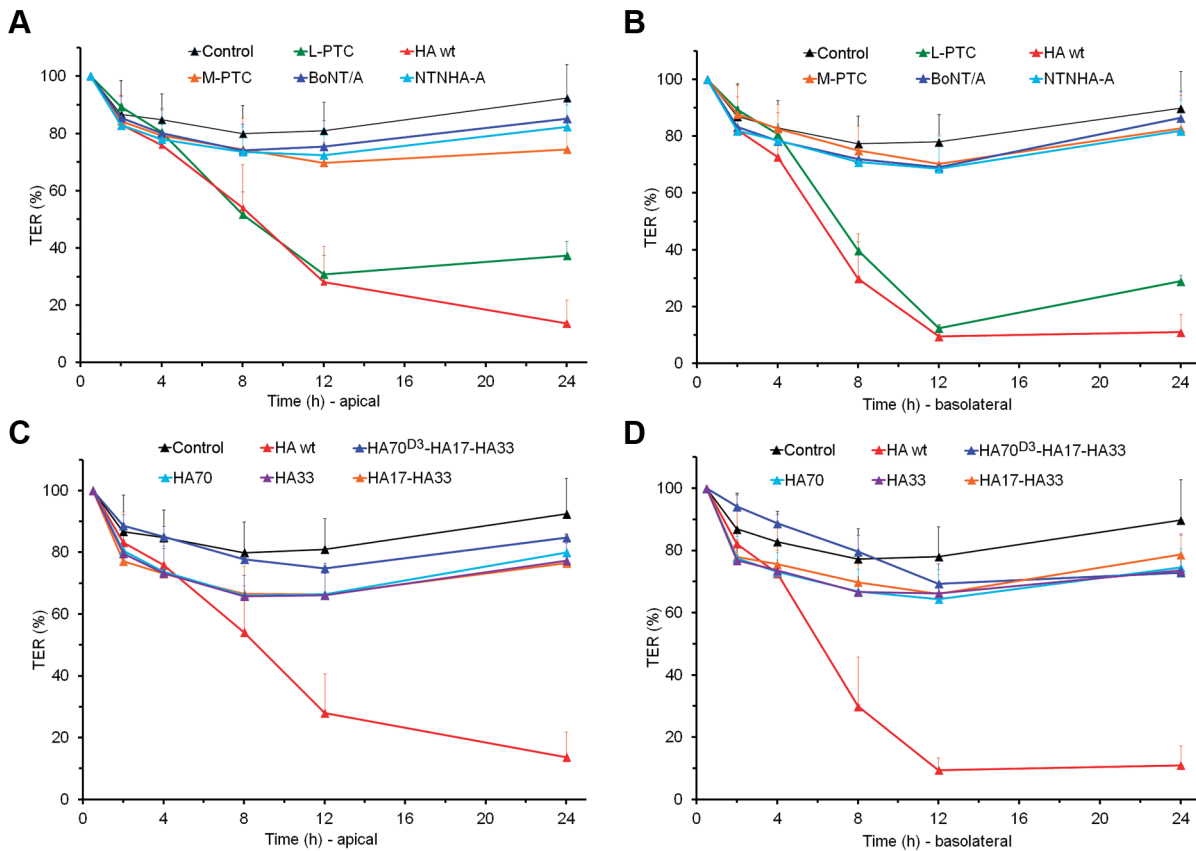 A
Control L-PTC HA wt
M-PTC BoNT/A NTNHA-A
TER (%)
100
80
60
40
20
0
0 4 8 12 16 20 24
Time (h) - apical
B
Control L-PTC HA wt
M-PTC BoNT/A NTNHA-A
TER (%)
100
80
60
40
20
0
0 4 8 12 16 20 24
Time (h) - basolateral
C
Control HA wt HA70D3-HA17-HA33
HA70 HA33 HA17-HA33
TER (%)
100
80
60
40
20
0
0 4 8 12 16 20 24
Time (h) - apical
D
Control HA wt HA70D3-HA17-HA33
HA70 HA33 HA17-HA33
TER (%)
100
80
60
40
20
0
0 4 8 12 16 20 24
Time (h) - basolateral